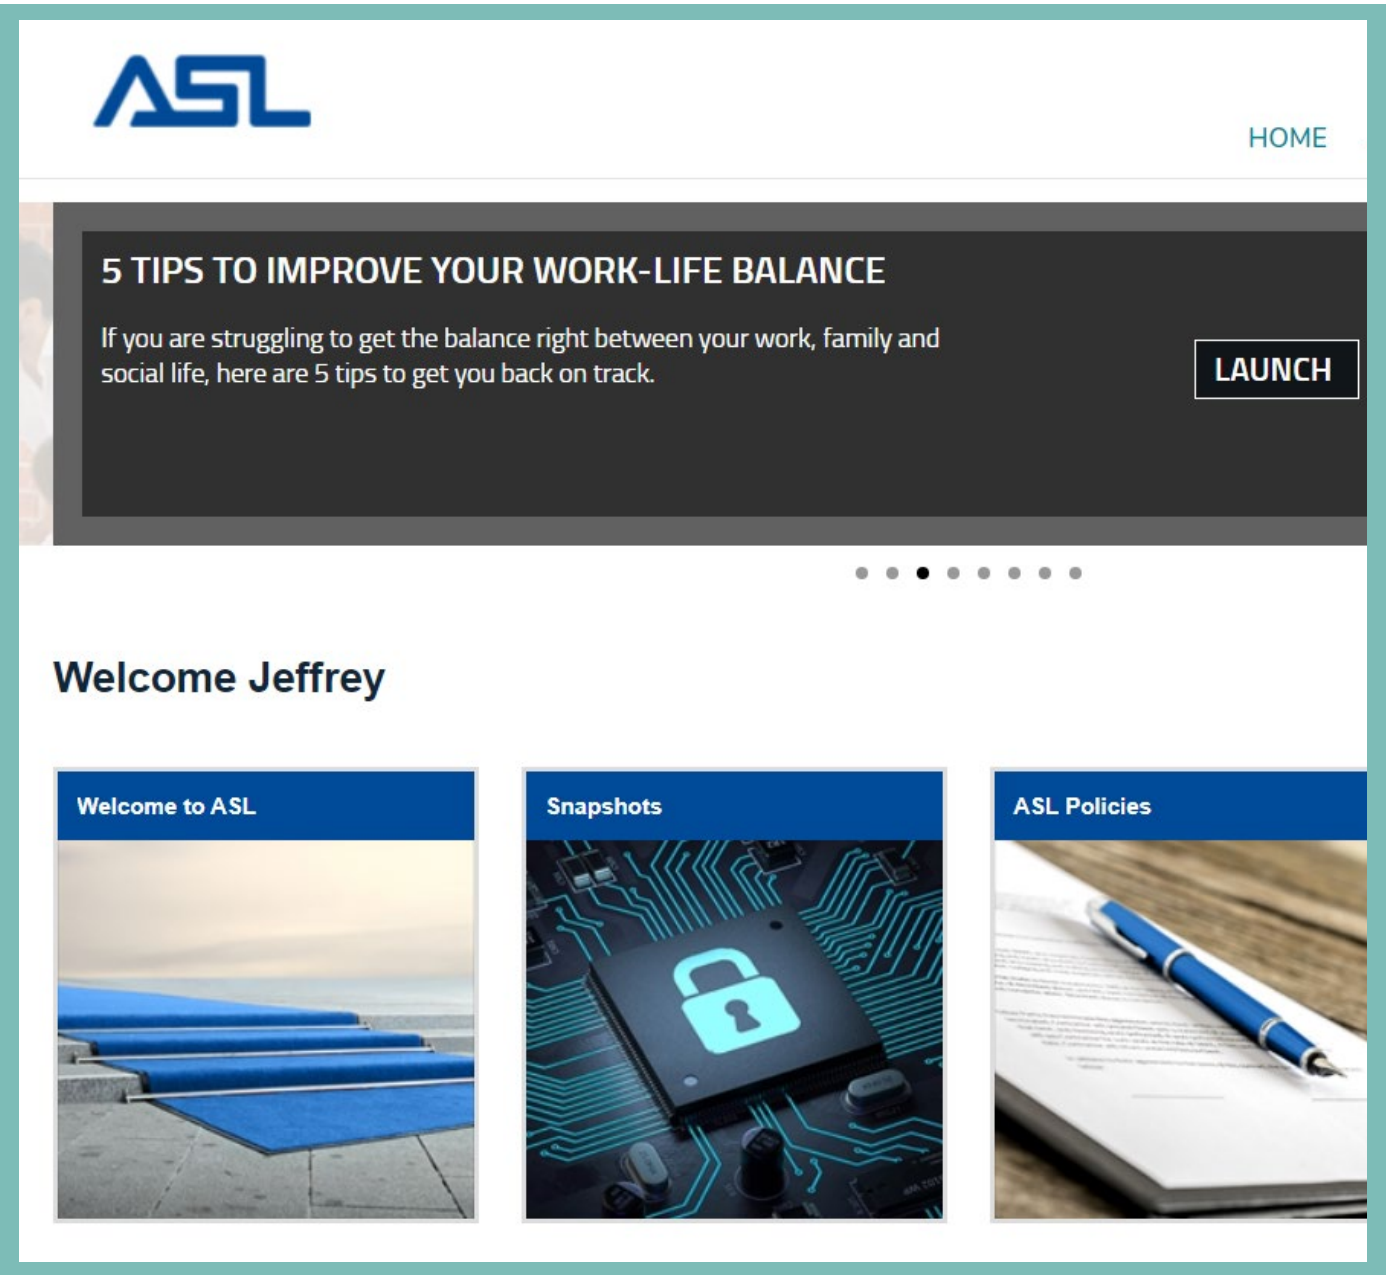 ASL
HOME
5 TIPS TO IMPROVE YOUR WORK-LIFE BALANCE
If you are struggling to get the balance right between your work, family and
social life, here are 5 tips to get you back on track.
LAUNCH
Welcome Jeffrey
Welcome to ASL
Snapshots
ASL Policies